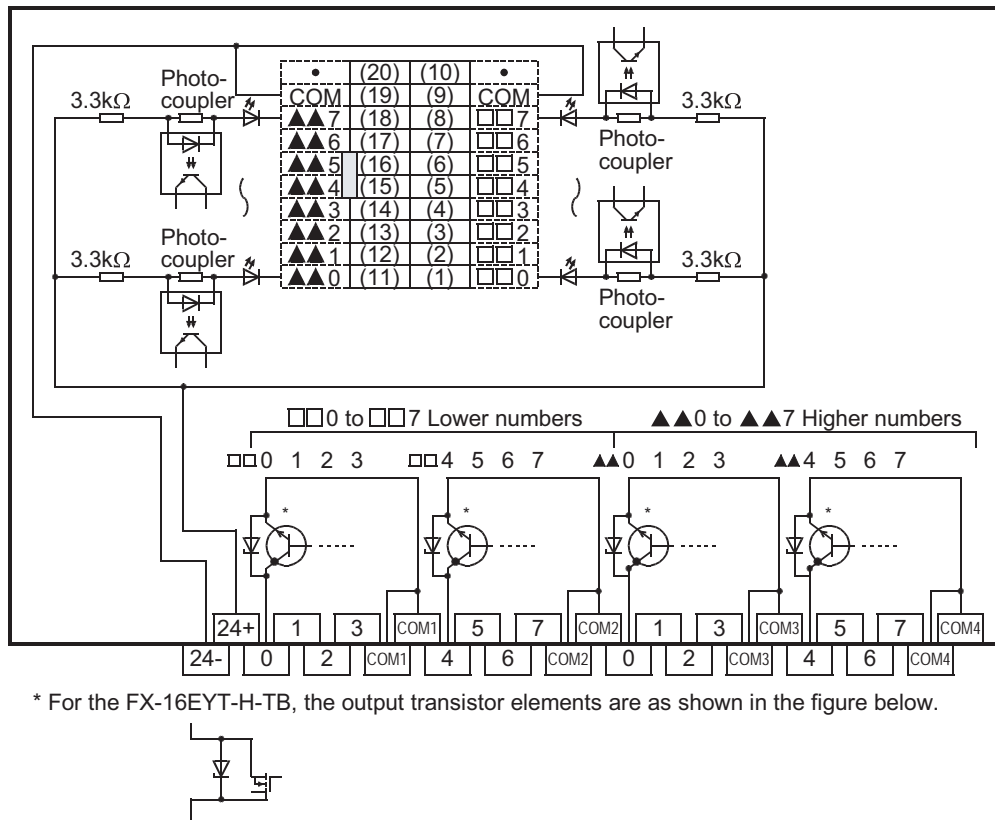 • (20) (10) •
COM (19) (9) COM
▲▲7 (18) (8) □□7
▲▲6 (17) (7) □□6
▲▲5 (16) (6) □□5
▲▲4 (15) (5) □□4
▲▲3 (14) (4) □□3
▲▲2 (13) (3) □□2
▲▲1 (12) (2) □□1
▲▲0 (11) (1) □□0
3.3kΩ
Photo-
coupler
3.3kΩ
Photo-
coupler
3.3kΩ
Photo-
coupler
3.3kΩ
Photo-
coupler
□□0 to □□7 Lower numbers ▲▲0 to ▲▲7 Higher numbers
□□0 1 2 3 □□4 5 6 7 ▲▲0 1 2 3 ▲▲4 5 6 7
* * * *
24+ 1 3 COM1 5 7 COM2 1 3 COM3 5 7 COM4
24- 0 2 COM1 4 6 COM2 0 2 COM3 4 6 COM4
* For the FX-16EYT-H-TB, the output transistor elements are as shown in the figure below.